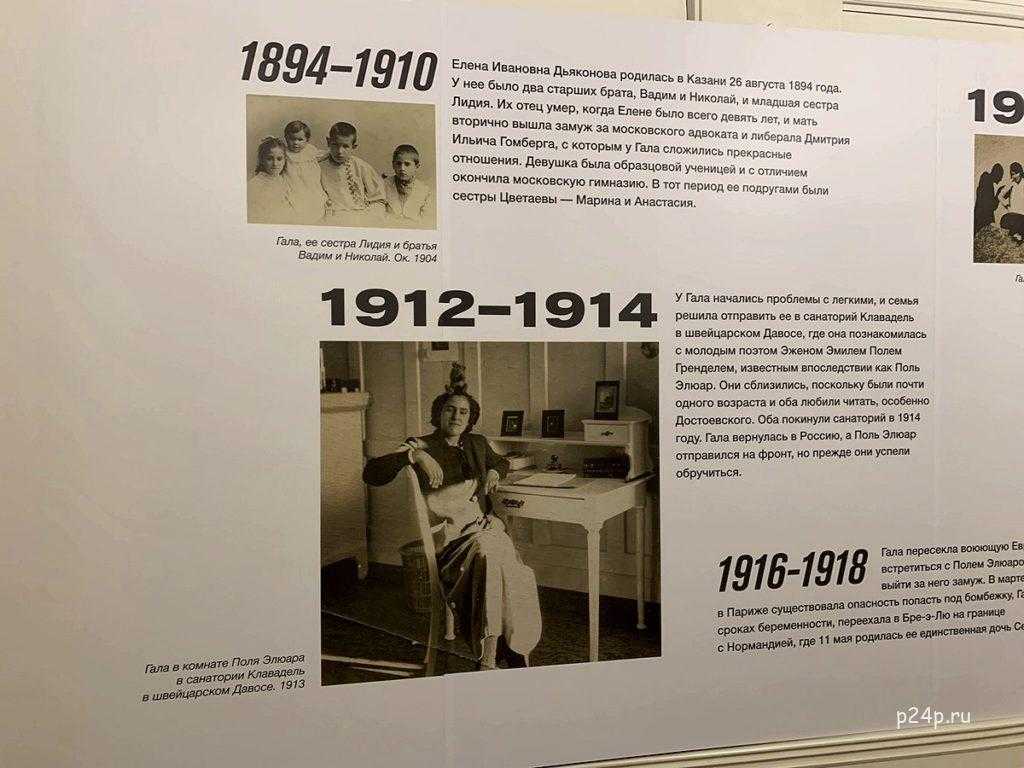 1894–1910
Елена Ивановна Дьяконова родилась в Казани 26 августа 1894 года.
У нее было два старших брата, Вадим и Николай, и младшая сестра
Лидия. Их отец умер, когда Елене было всего девять лет, и мать
вторично вышла замуж за московского адвоката и либерала Дмитрия
Ильича Гомберга, с которым у Гала сложились прекрасные
отношения. Девушка была образцовой ученицей и с отличием
окончила московскую гимназию. В тот период ее подругами были
сестры Цветаевы — Марина и Анастасия.
Гала, ее сестра Лидия и братья
Вадим и Николай. Ок. 1904
19
1912–1914
У Гала начались проблемы с легкими, и семья
решила отправить ее в санаторий Клавадель
в швейцарском Давосе, где она познакомилась
с молодым поэтом Эженом Эмилем Полем
Гренделем, известным впоследствии как Поль
Элюар. Они сблизились, поскольку были почти
одного возраста и оба любили читать, особенно
Достоевского. Оба покинули санаторий в 1914
году. Гала вернулась в Россию, а Поль Элюар
отправился на фронт, но прежде они успели
обручиться.
Гала в комнате Поля Элюара
в санатории Клавадель
в швейцарском Давосе. 1913
1916–1918
Гала пересекла воюющую
встретиться с Полем
выйти за него замуж. В
в Париже существовала опасность попасть под бомбежку,
сроках беременности, переехала в Бре-э-Лю на границе
с Нормандией, где 11 мая родилась ее единственная дочь
p24p.ru